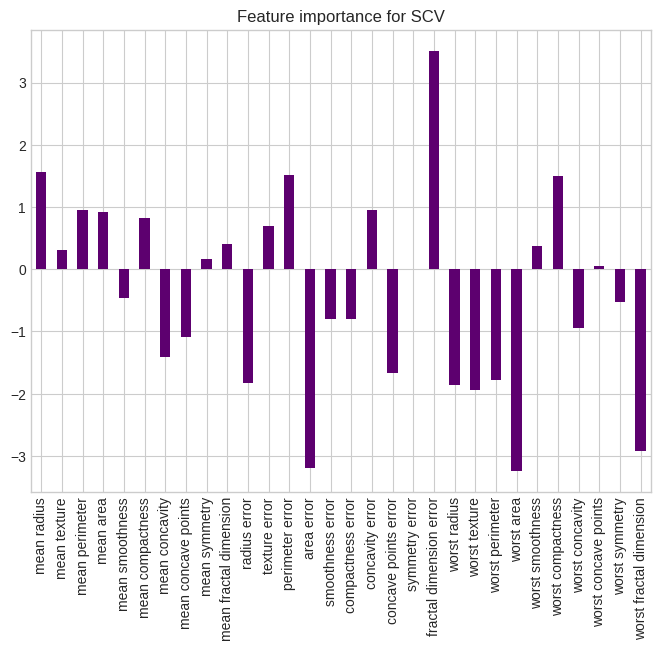 Feature importance for SCV
3
2
1
0
−1
−2
−3
mean radius
mean texture
mean perimeter
mean area
mean smoothness
mean compactness
mean concavity
mean concave points
mean symmetry
mean fractal dimension
radius error
texture error
perimeter error
area error
smoothness error
compactness error
concavity error
concave points error
symmetry error
fractal dimension error
worst radius
worst texture
worst perimeter
worst area
worst smoothness
worst compactness
worst concavity
worst concave points
worst symmetry
worst fractal dimension